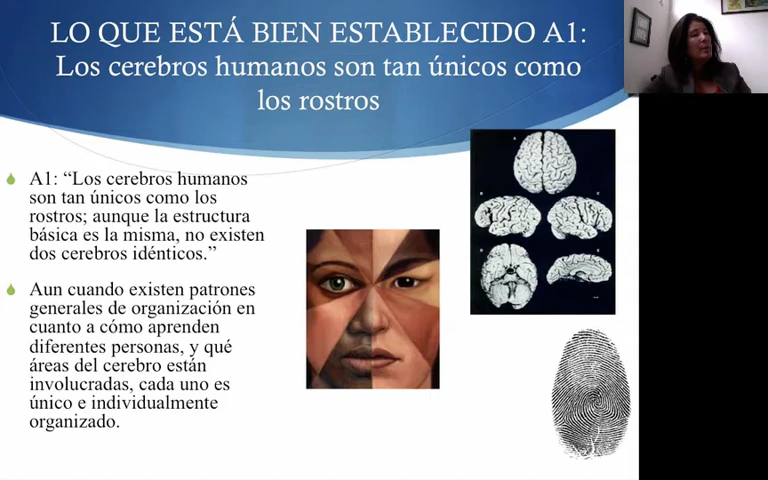 LO QUE ESTÁ BIEN ESTABLECIDO A1:
Los cerebros humanos son tan únicos como
los rostros
A1: “Los cerebros humanos
son tan únicos como los
rostros; aunque la estructura
básica es la misma, no existen
dos cerebros idénticos.”
Aun cuando existen patrones
generales de organización en
cuanto a cómo aprenden
diferentes personas, y qué
áreas del cerebro están
involucradas, cada uno es
único e individualmente
organizado.